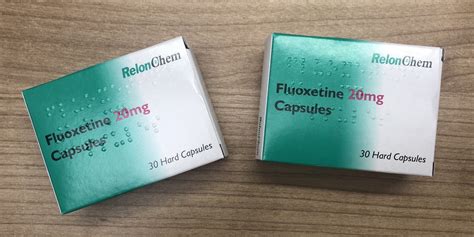 RelonChem
Fluoxetine 20mg
Capsules
30 Hard Capsules
RelonChem
Fluoxetine 20mg
Capsules
30 Hard Capsules